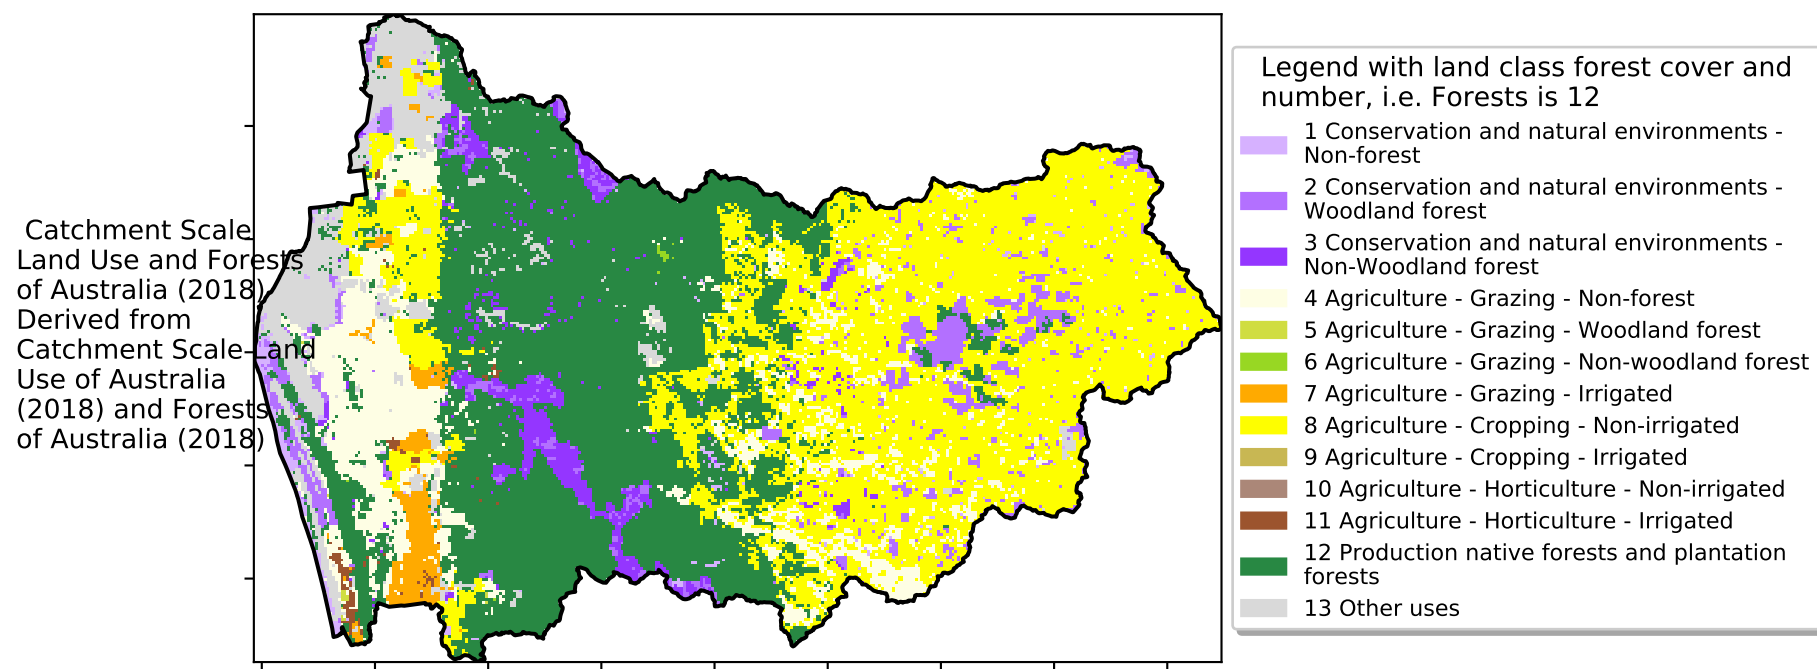 Catchment Scale
Land Use and Forests
of Australia (2018)
Derived from
Catchment Scale Land
Use of Australia
(2018) and Forests
of Australia (2018)
Legend with land class forest cover and
number, i.e. Forests is 12
1 Conservation and natural environments -
Non-forest
2 Conservation and natural environments -
Woodland forest
3 Conservation and natural environments -
Non-Woodland forest
4 Agriculture - Grazing - Non-forest
5 Agriculture - Grazing - Woodland forest
6 Agriculture - Grazing - Non-woodland forest
7 Agriculture - Grazing - Irrigated
8 Agriculture - Cropping - Non-irrigated
9 Agriculture - Cropping - Irrigated
10 Agriculture - Horticulture - Non-irrigated
11 Agriculture - Horticulture - Irrigated
12 Production native forests and plantation
forests
13 Other uses